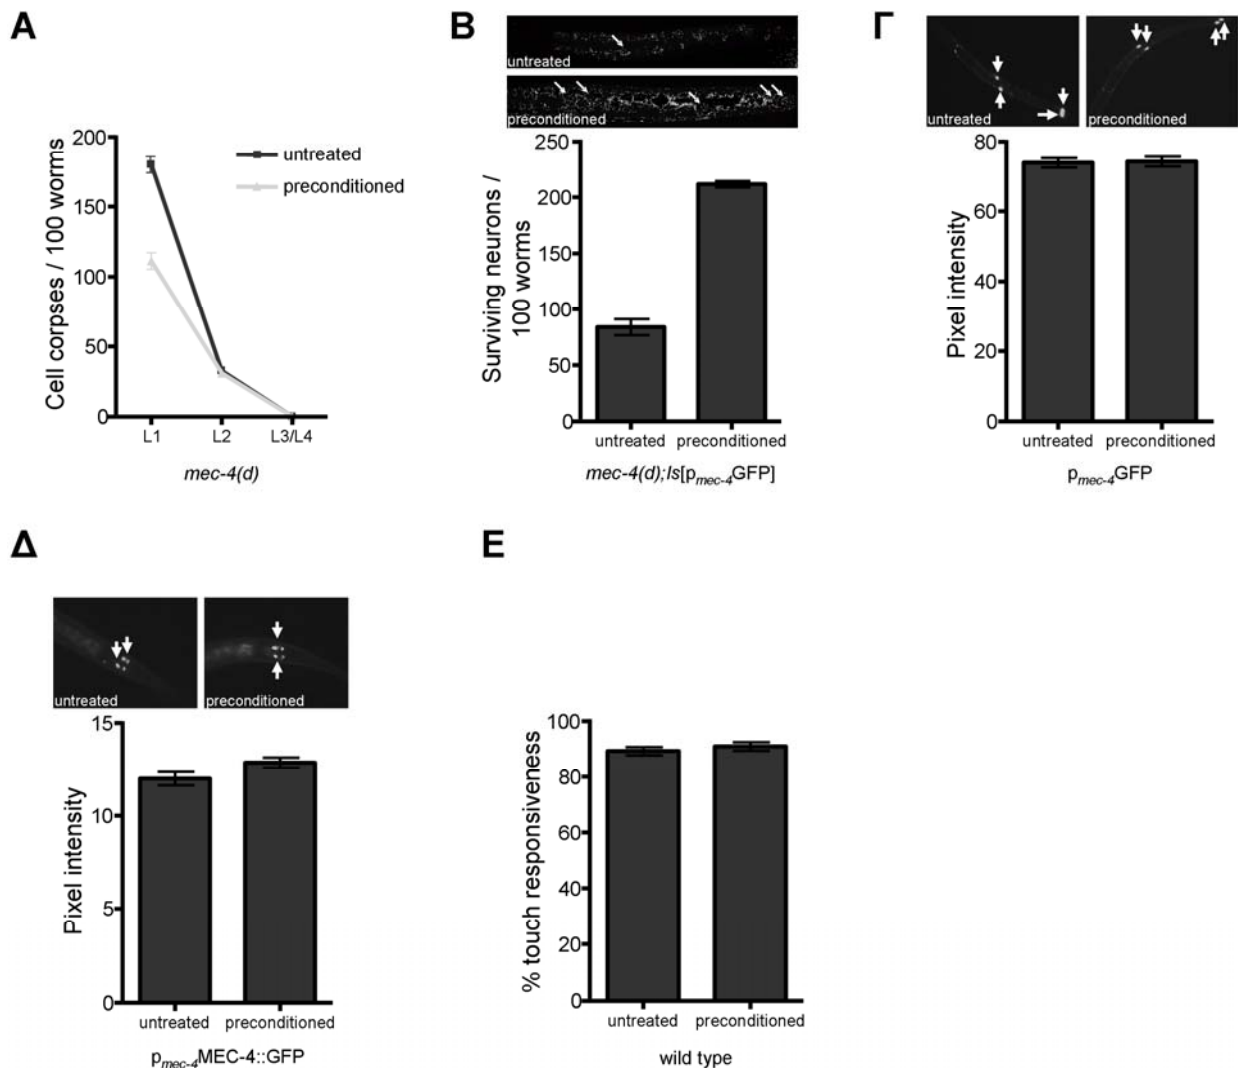 A
200
150
100
50
0
Cell corpses / 100 worms
untreated
preconditioned
L1 L2 L3/L4
mec-4(d)
B
untreated
preconditioned
250
200
150
100
50
0
Surviving neurons /
100 worms
untreated preconditioned
mec-4(d);Is[pmec-4GFP]
Γ
untreated preconditioned
80
60
40
20
0
Pixel intensity
untreated preconditioned
pmec-4GFP
Δ
untreated preconditioned
15
10
5
0
Pixel intensity
untreated preconditioned
pmec-4MEC-4::GFP
E
100
80
60
40
20
0
% touch responsiveness
untreated preconditioned
wild type